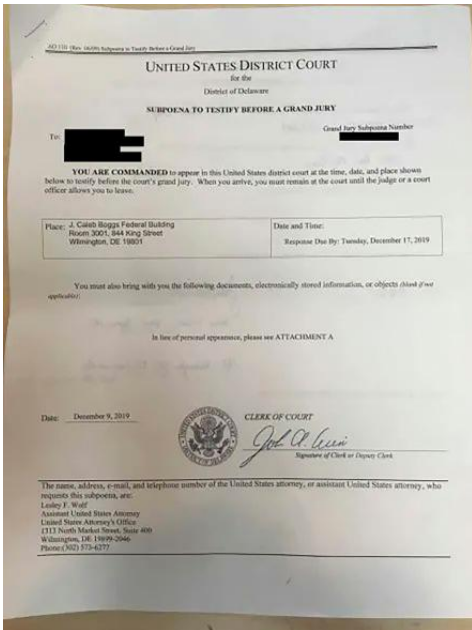 AO 110 (Rev. 06/09) Subpoena to Testify Before a Grand Jury
UNITED STATES DISTRICT COURT
for the
District of Delaware
SUBPOENA TO TESTIFY BEFORE A GRAND JURY
To:
Grand Jury Subpoena Number
YOU ARE COMMANDED to appear in this United States district court at the time, date, and place shown
below to testify before the court's grand jury. When you arrive, you must remain at the court until the judge or a court
officer allows you to leave.
Place: J. Caleb Boggs Federal Building
Room 3001, 844 King Street
Wilmington, DE 19801
Date and Time:
Response Due By: Tuesday, December 17, 2019
You must also bring with you the following documents, electronically stored information, or objects (blank if not
applicable):
In lieu of personal appearance, please see ATTACHMENT A
Date: December 9, 2019
CLERK OF COURT
Signature of Clerk or Deputy Clerk
The name, address, e-mail, and telephone number of the United States attorney, or assistant United States attorney, who
requests this subpoena, are:
Lesley F. Wolf
Assistant United States Attorney
United States Attorney's Office
1313 North Market Street, Suite 400
Wilmington, DE 19899-2046
Phone:(302) 573-6277